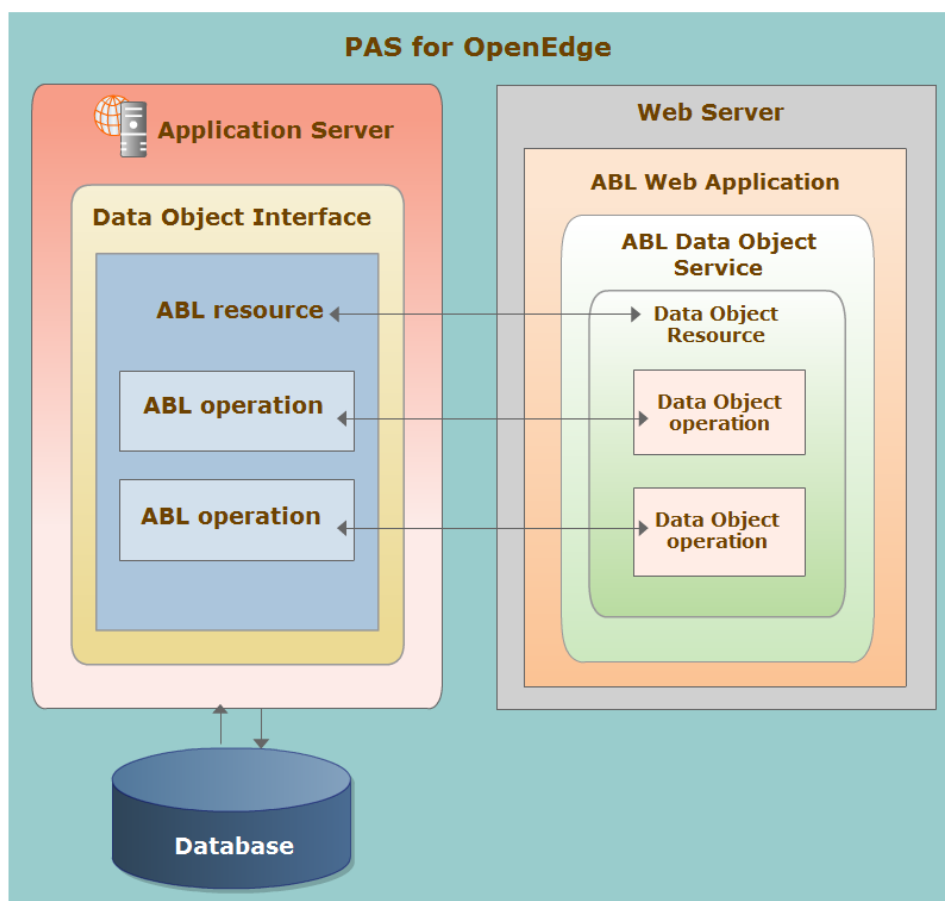 PAS for OpenEdge
Application Server
Data Object Interface
ABL resource
ABL operation
ABL operation
Database
Web Server
ABL Web Application
ABL Data Object
Service
Data Object
Resource
Data Object
operation
Data Object
operation